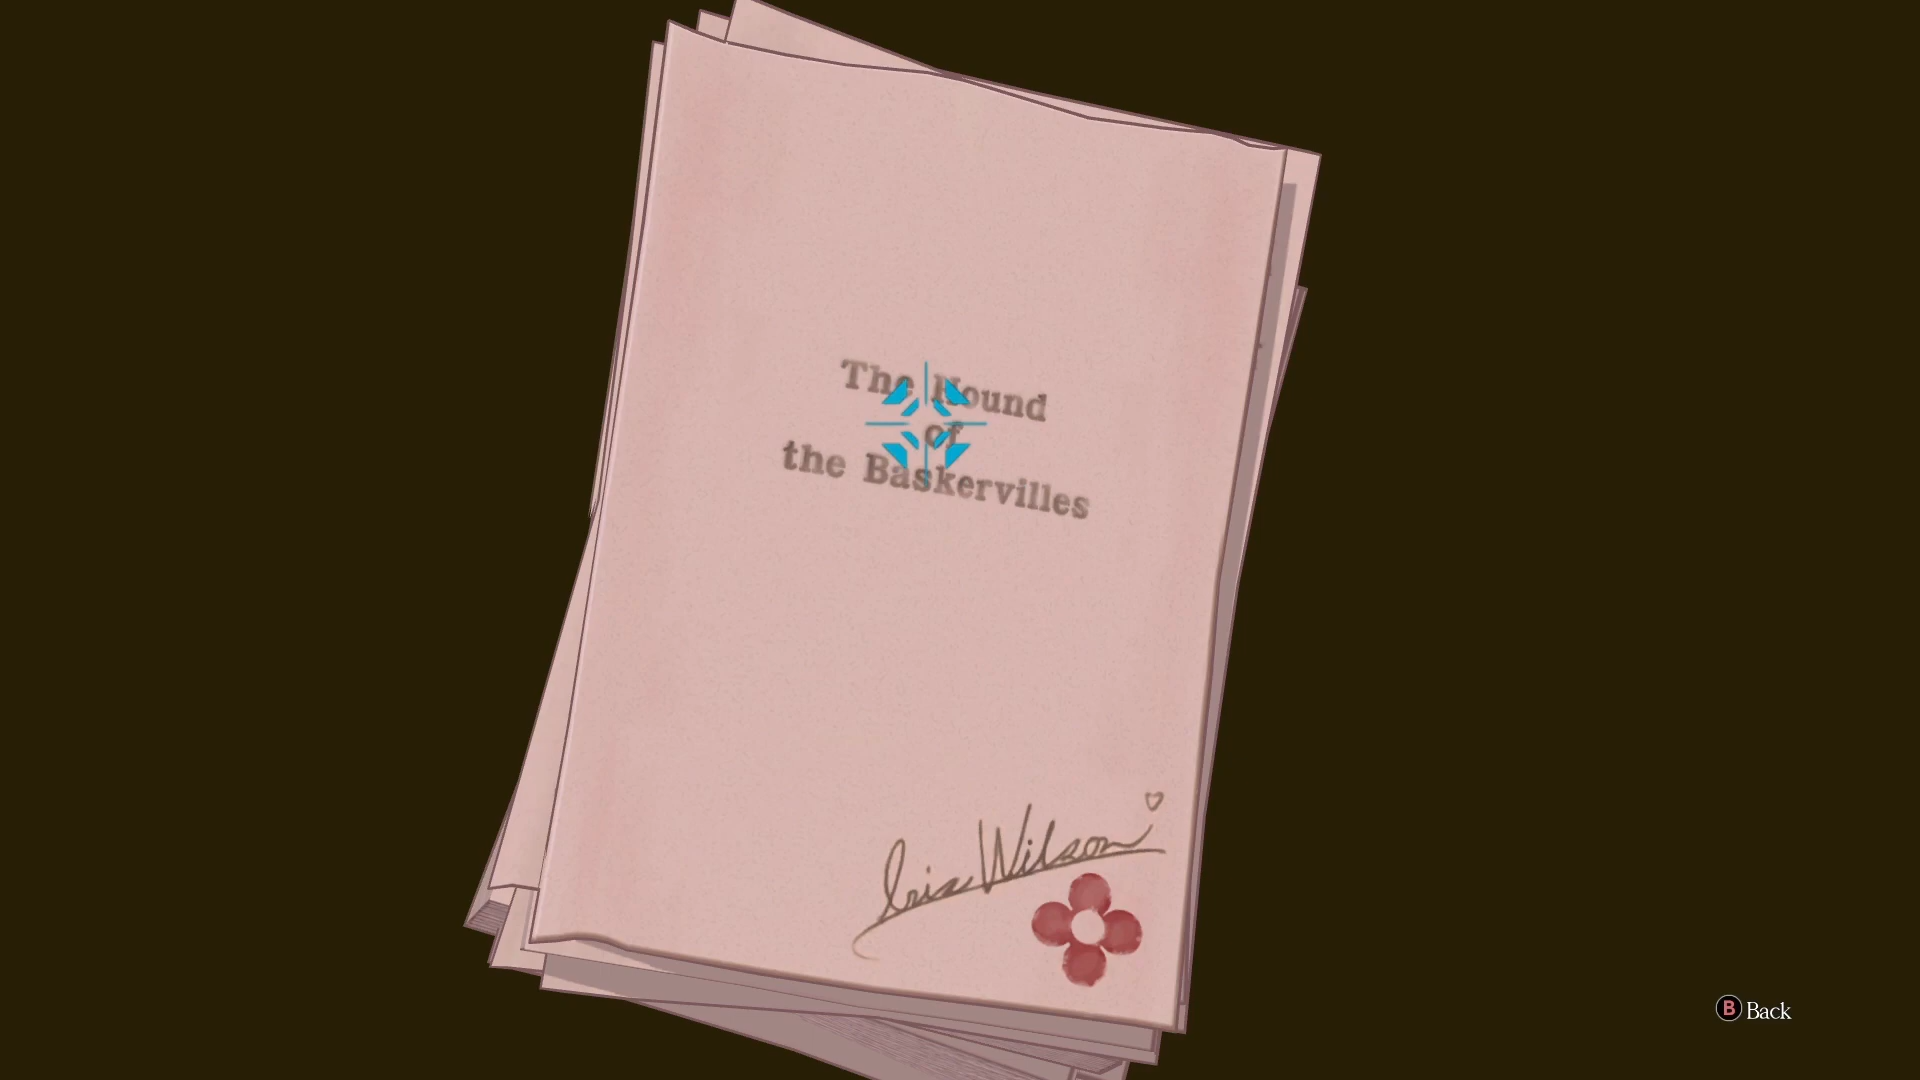 The Hound
of
the Baskervilles
Iris Wilson
B Back